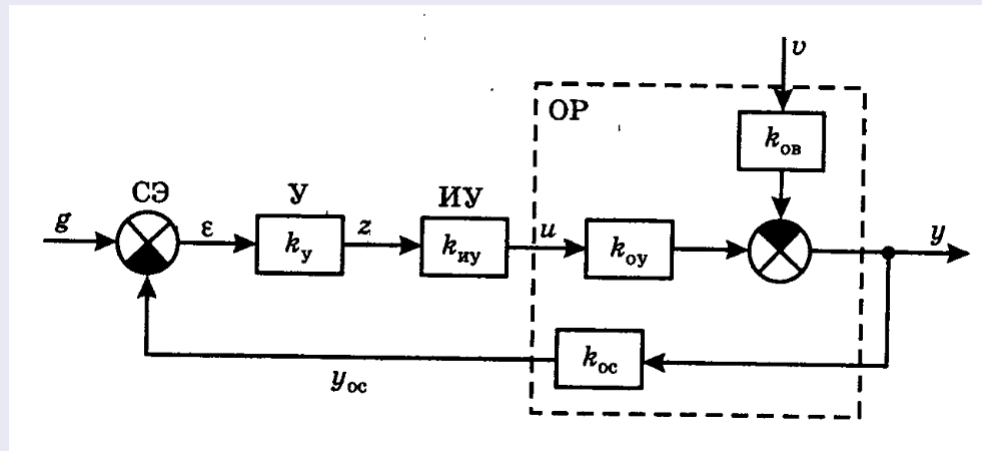 v
ОР
k_ов
СЭ
У
ИУ
g
ε
k_у
z
k_иу
u
k_оу
y
k_ос
y_ос